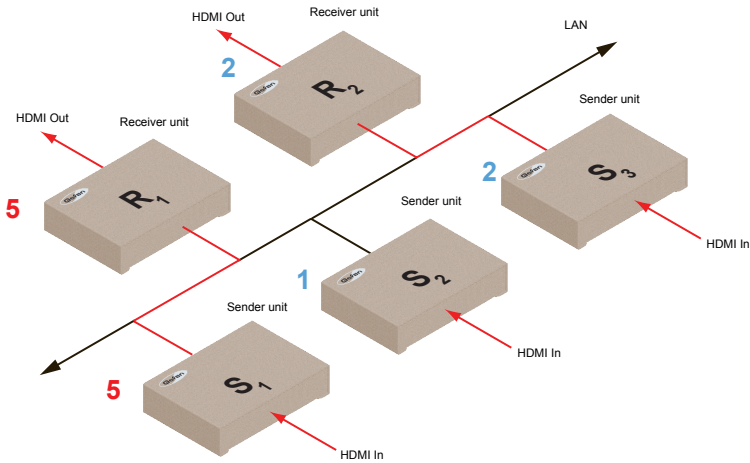 Receiver unit
HDMI Out
LAN
2
Gefen
R2
Sender unit
HDMI Out
Receiver unit
2
Gefen
S3
5
Gefen
R1
Sender unit
HDMI In
1
Gefen
S2
Sender unit
HDMI In
5
Gefen
S1
HDMI In